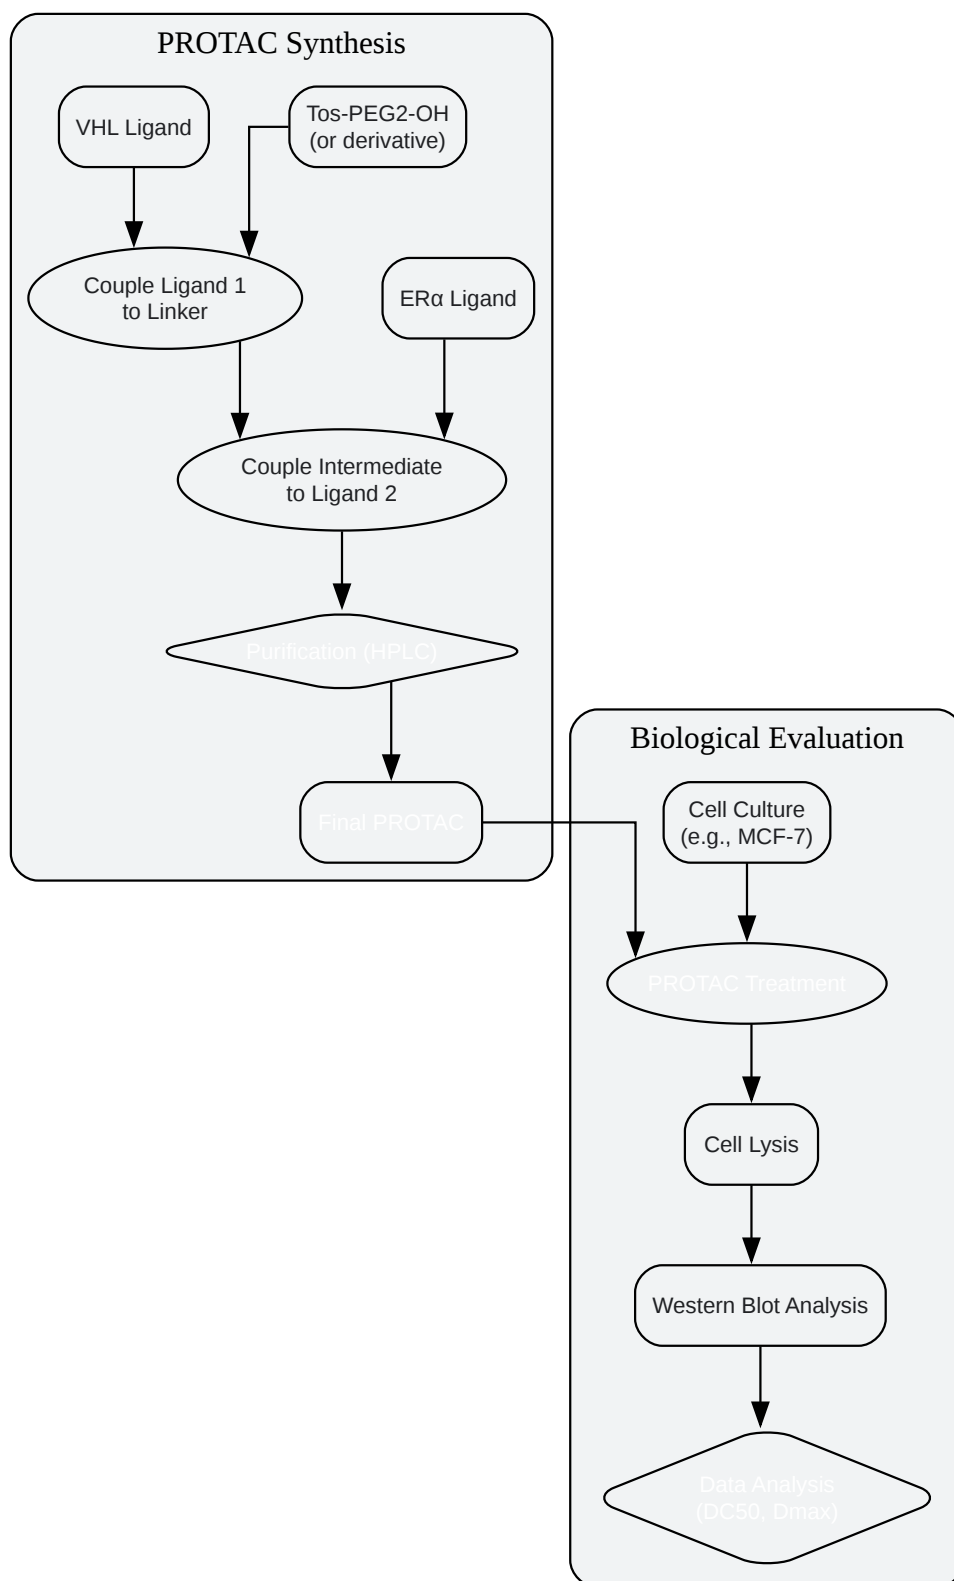 PROTAC Synthesis
VHL Ligand
Tos-PEG2-OH
(or derivative)
Couple Ligand 1
to Linker
ERα Ligand
Couple Intermediate
to Ligand 2
Purification (HPLC)
Final PROTAC
Biological Evaluation
Cell Culture
(e.g., MCF-7)
PROTAC Treatment
Cell Lysis
Western Blot Analysis
Data Analysis
(DC50, Dmax)